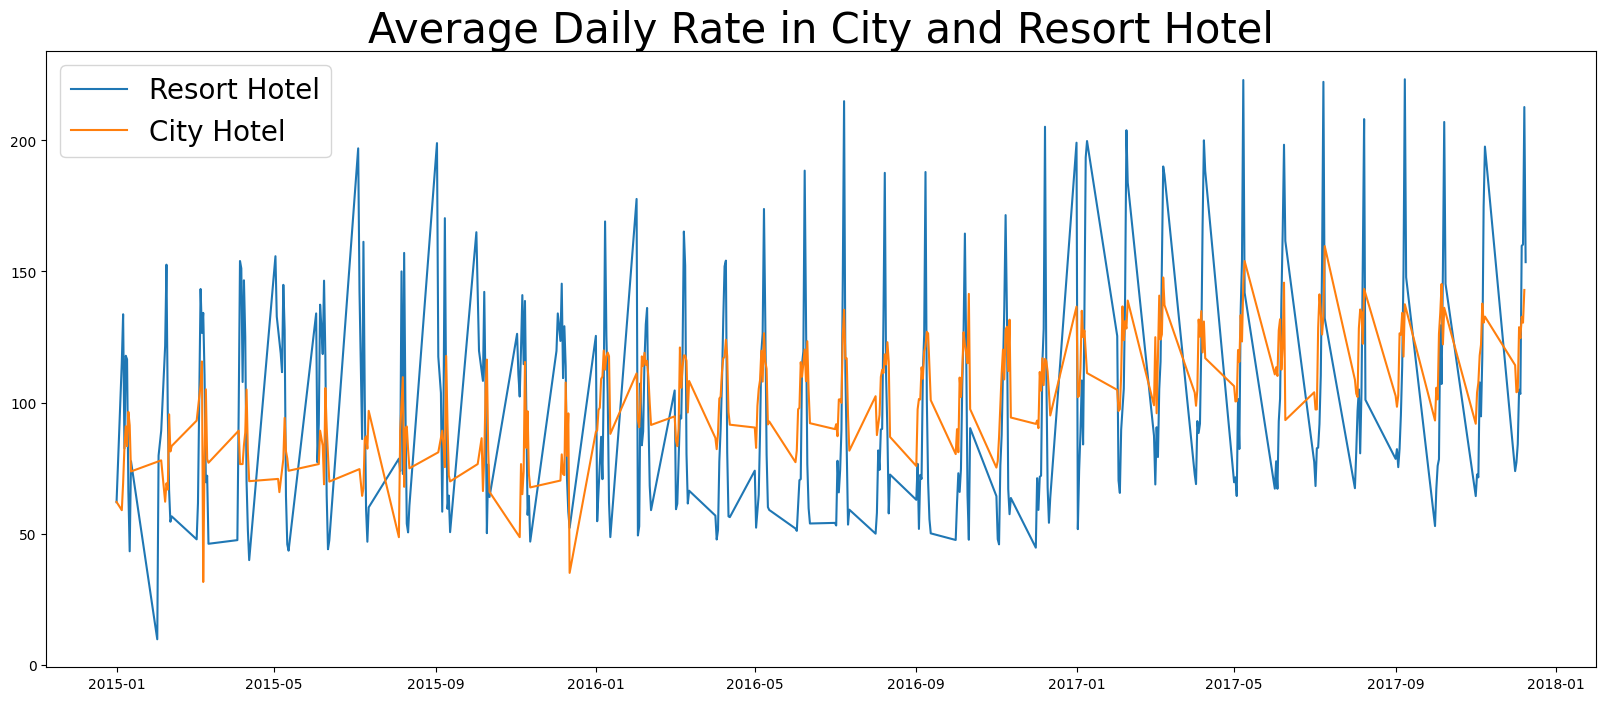 Average Daily Rate in City and Resort Hotel
Resort Hotel
City Hotel
200
150
100
50
0
2015-01 2015-05 2015-09 2016-01 2016-05 2016-09 2017-01 2017-05 2017-09 2018-01